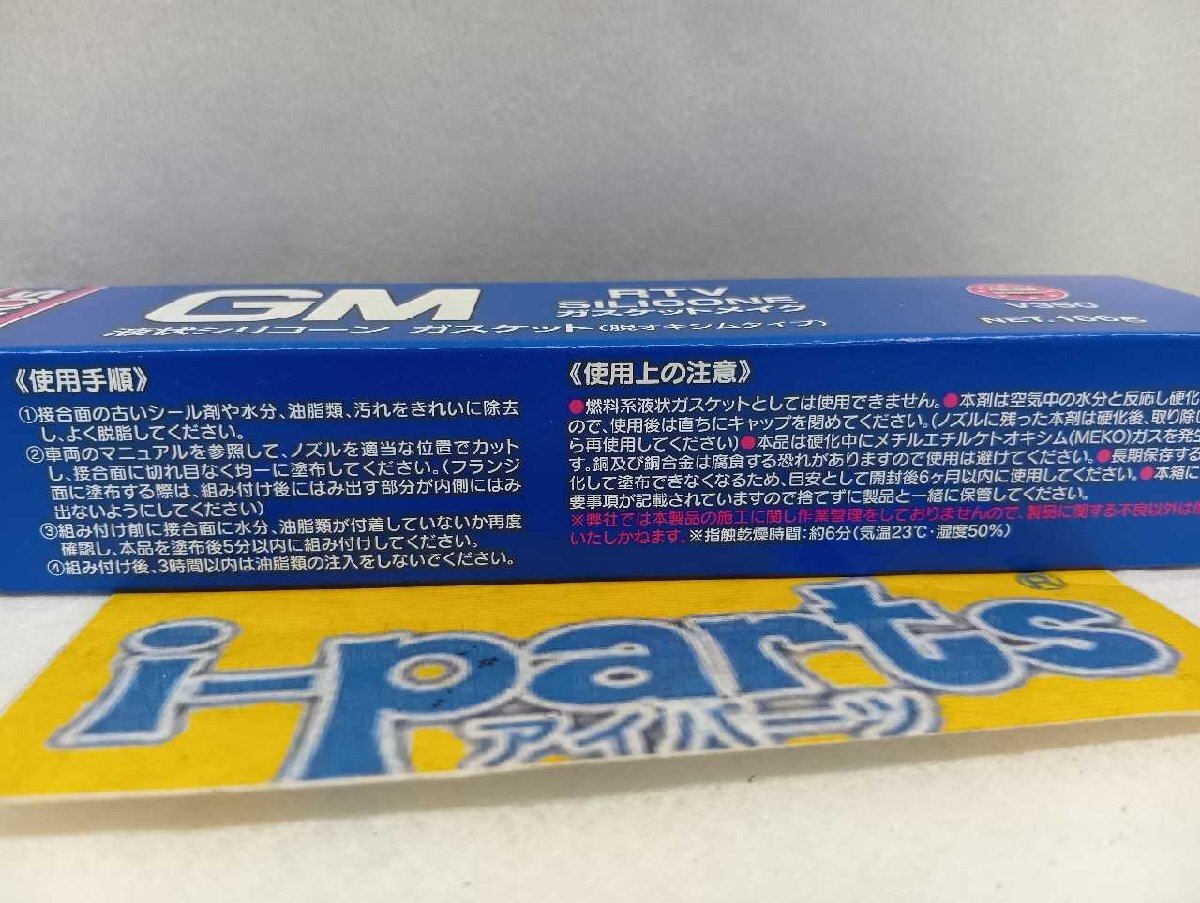 GM
RTV
SILICONE
ガスケットメイク
液状シリコーン ガスケット(脱オキシムタイプ)
NET.100g
《使用手順》
①接合面の古いシール剤や水分、油脂類、汚れをきれいに除去
し、よく脱脂してください。
②車両のマニュアルを参照して、ノズルを適当な位置でカット
し、接合面に切れ目なく均一に塗布してください。(フランジ
面に塗布する際は、組み付け後にはみ出す部分が内側にはみ
出ないようにしてください)
③組み付け前に接合面に水分、油脂類が付着していないか再度
確認し、本品を塗布後5分以内に組み付けしてください。
④組み付け後、3時間以内は油脂類の注入をしないでください。
《使用上の注意》
●燃料系液状ガスケットとしては使用できません。●本剤は空気中の水分と反応し硬化
ので、使用後は直ちにキャップを閉めてください。(ノズルに残った本剤は硬化後、取り除い
ら再使用してください)●本品は硬化中にメチルエチルケトオキシム(MEKO)ガスを発生
す。銅及び銅合金は腐食する恐れがありますので使用は避けてください。●長期保存する
化して塗布できなくなるため、目安として開封後6ヶ月以内に使用してください。●本箱に
要事項が記載されていますので捨てずに製品と一緒に保管してください。
※弊社では本製品の施工に関し作業管理をしておりませんので、製品に関する不良以外は
いたしかねます。※指触乾燥時間：約6分(気温23℃・湿度50%)
i-parts®
アイパーツ